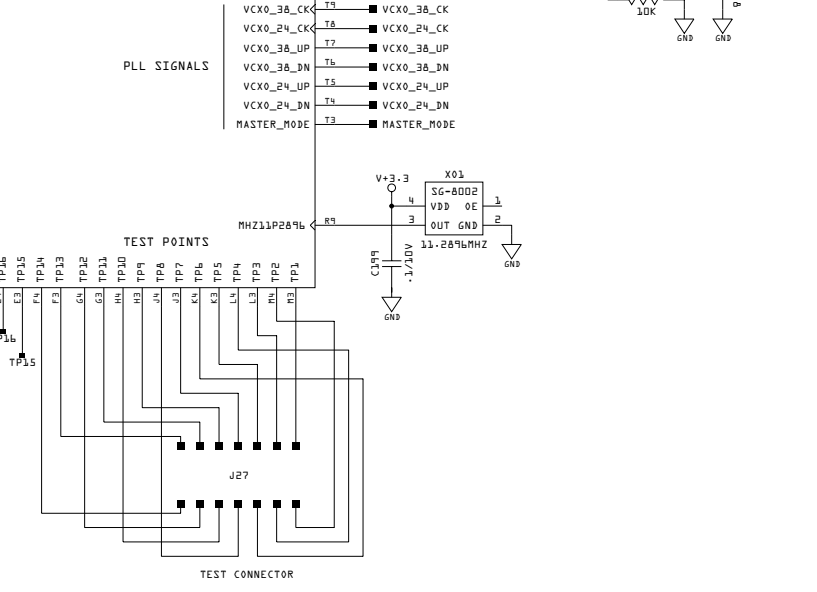 VCXO_38_CK T9 VCXO_38_CK
VCXO_24_CK T8 VCXO_24_CK
VCXO_38_UP T7 VCXO_38_UP
VCXO_38_DN T6 VCXO_38_DN
VCXO_24_UP T5 VCXO_24_UP
VCXO_24_DN T4 VCXO_24_DN
MASTER_MODE T3 MASTER_MODE
PLL SIGNALS
10K
GND
GND
V+3.3
XO1
SG-8002
4 VDD OE 1
3 OUT GND 2
11.2896MHZ
GND
MHZ11P2896 R9
C199
.1/10V
GND
TEST POINTS
TP16 TP15 TP14 TP13 TP12 TP11 TP10 TP9 TP8 TP7 TP6 TP5 TP4 TP3 TP2 TP1
E3 F4 F3 G4 G3 H4 H3 J4 J3 K4 K3 L4 L3 M4 M3
P16
TP15
J27
TEST CONNECTOR